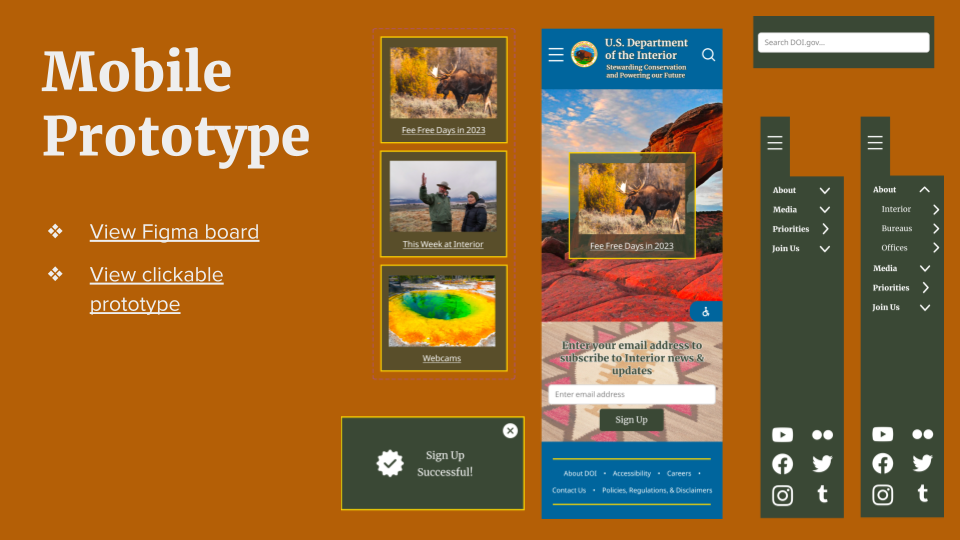 Mobile
Prototype
❖ View Figma board
❖ View clickable
prototype
Fee Free Days in 2023
This Week at Interior
Webcams
Sign Up
Successful!
U.S. Department
of the Interior
Stewarding Conservation
and Powering our Future
Fee Free Days in 2023
Enter your email address to
subscribe to Interior news &
updates
Enter email address
Sign Up
About DOI • Accessibility • Careers •
Contact Us • Policies, Regulations, & Disclaimers
Search DOI.gov...
About
Media
Priorities
Join Us
About
Interior
Bureaus
Offices
Media
Priorities
Join Us